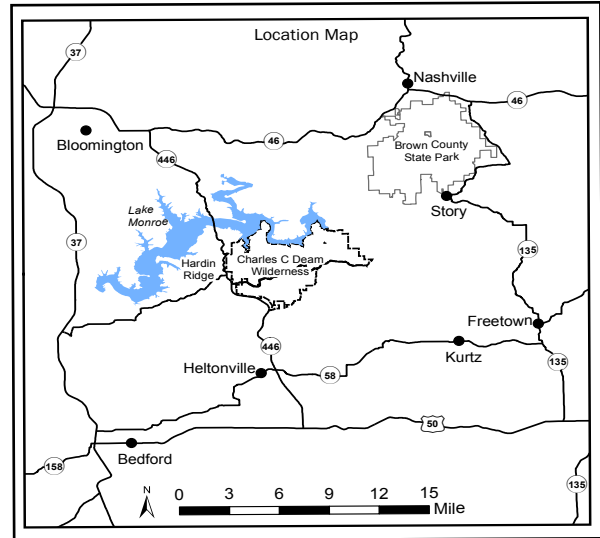 Location Map
37
Nashville
46
Bloomington
46
Brown County
State Park
446
Story
Lake
Monroe
37
135
Hardin
Ridge
Charles C Deam
Wilderness
Freetown
446
Kurtz
135
Heltonville
58
50
Bedford
158
135
N
0 3 6 9 12 15
Mile